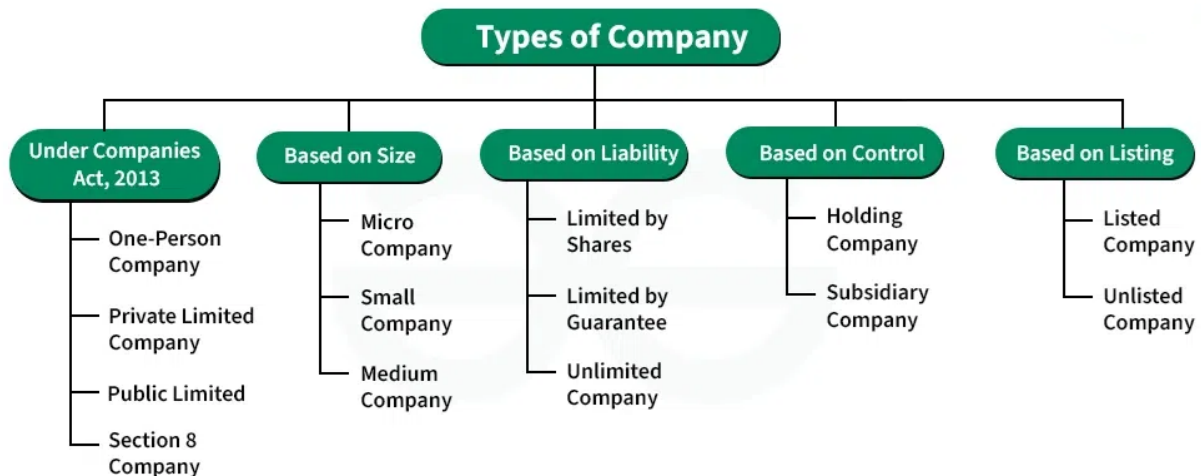 Types of Company
Under Companies
Act, 2013
One-Person
Company
Private Limited
Company
Public Limited
Section 8
Company
Based on Size
Micro
Company
Small
Company
Medium
Company
Based on Liability
Limited by
Shares
Limited by
Guarantee
Unlimited
Company
Based on Control
Holding
Company
Subsidiary
Company
Based on Listing
Listed
Company
Unlisted
Company